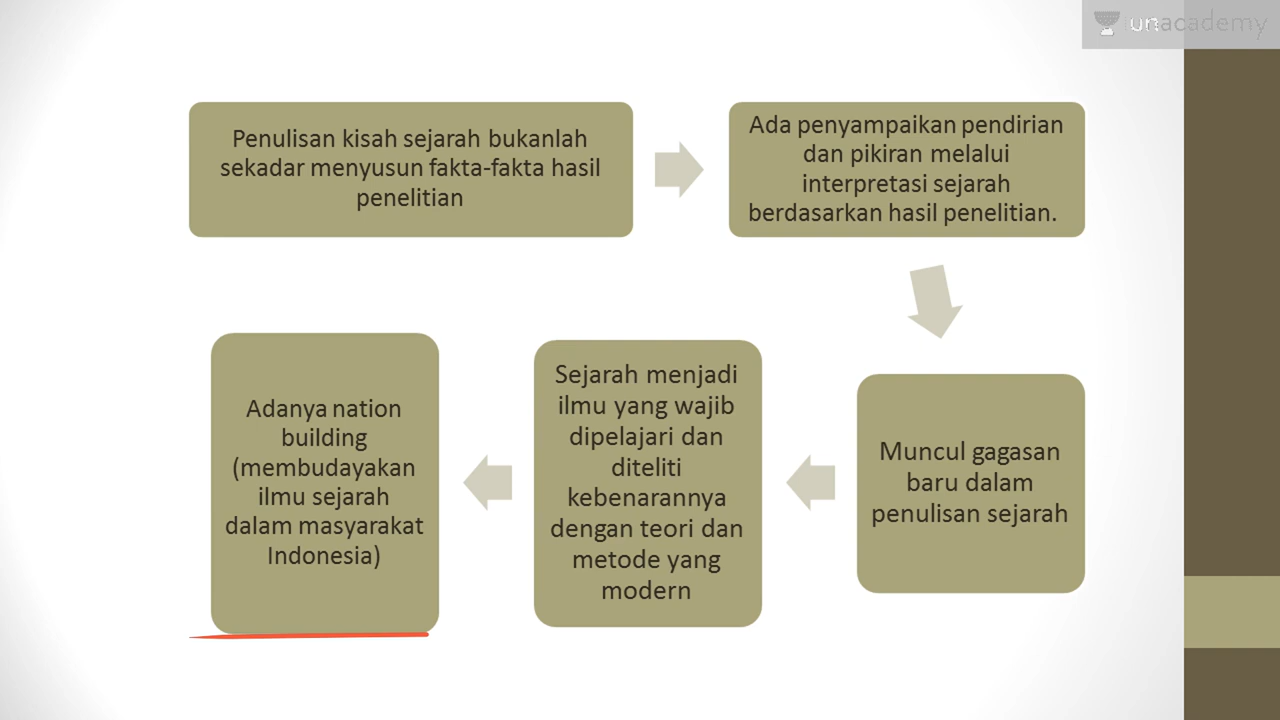 unacademy
Penulisan kisah sejarah bukanlah
sekadar menyusun fakta-fakta hasil
penelitian
Ada penyampaikan pendirian
dan pikiran melalui
interpretasi sejarah
berdasarkan hasil penelitian.
Muncul gagasan
baru dalam
penulisan sejarah
Sejarah menjadi
ilmu yang wajib
dipelajari dan
diteliti
kebenarannya
dengan teori dan
metode yang
modern
Adanya nation
building
(membudayakan
ilmu sejarah
dalam masyarakat
Indonesia)